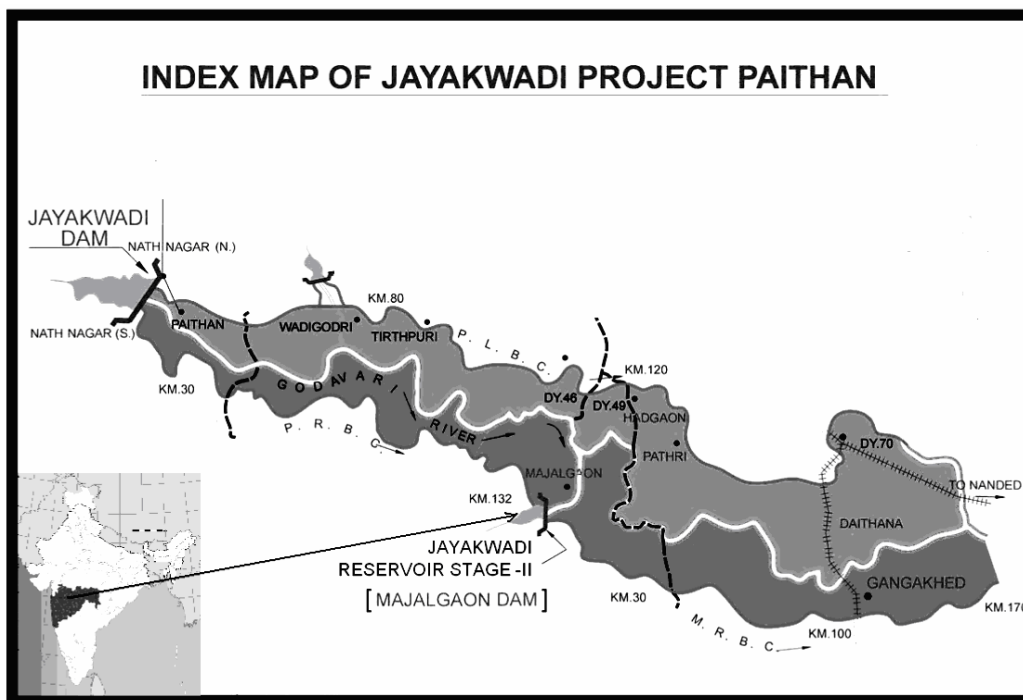 INDEX MAP OF JAYAKWADI PROJECT PAITHAN
JAYAKWADI
DAM
NATH NAGAR (N.)
NATH NAGAR (S.)
PAITHAN
WADIGODRI
KM.80
TIRTHPURI
P. L. B. C.
KM.30
GODAVARI
RIVER
P. R. B. C.
KM.120
DY.46
DY.49
HADGAON
PATHRI
DY.70
TO NANDED
MAJALGAON
KM.132
DAITHANA
JAYAKWADI
RESERVOIR STAGE -II
[MAJALGAON DAM]
GANGAKHED
KM.30
M. R. B. C.
KM.100
KM.170